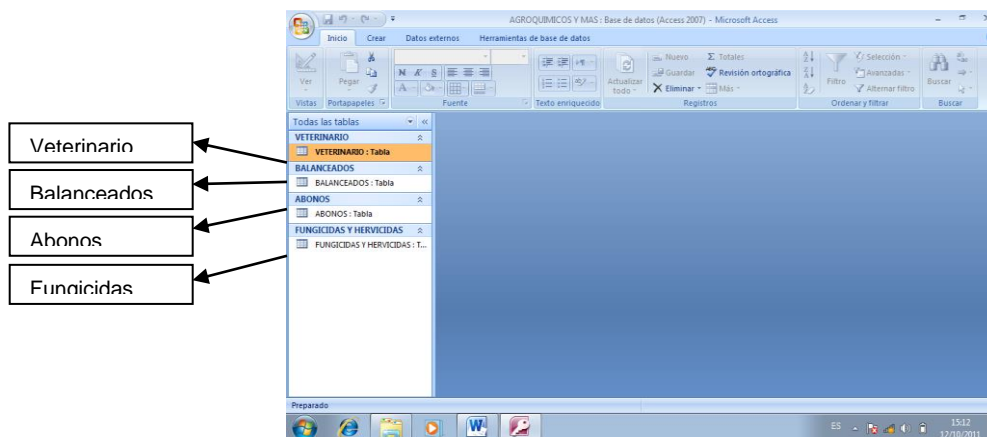 AGROQUIMICOS Y MAS : Base de datos (Access 2007) - Microsoft Access
Inicio Crear Datos externos Herramientas de base de datos
Ver
Pegar
N K S
A
Actualizar todo
Nuevo
Guardar
Eliminar
Totales
Revisión ortográfica
Más
Filtro
Selección
Avanzadas
Alternar filtro
Buscar
Vistas Portapapeles Fuente Texto enriquecido Registros Ordenar y filtrar Buscar
Todas las tablas
VETERINARIO
VETERINARIO : Tabla
BALANCEADOS
BALANCEADOS : Tabla
ABONOS
ABONOS : Tabla
FUNGICIDAS Y HERVICIDAS
FUNGICIDAS Y HERVICIDAS : T...
Veterinario
Balanceados
Abonos
Fungicidas
Preparado
ES 15:12
12/10/2011